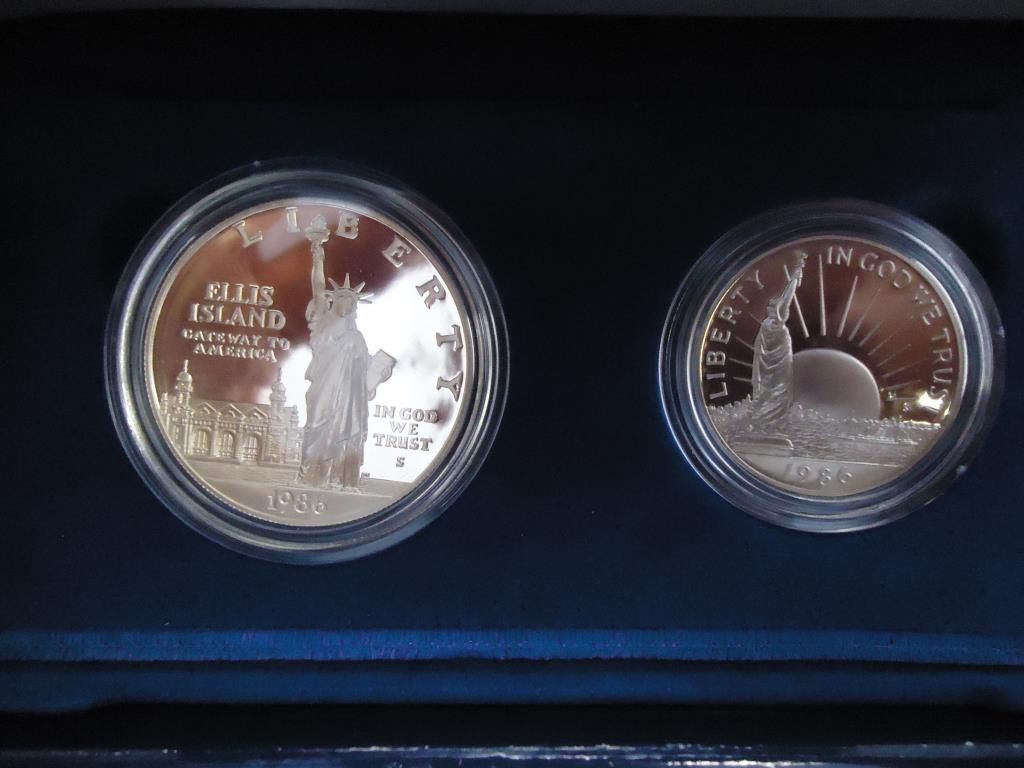 LIBERTY
ELLIS
ISLAND
GATEWAY TO
AMERICA
IN GOD
WE
TRUST
S
1986
LIBERTY
IN GOD WE TRUST
S
1986